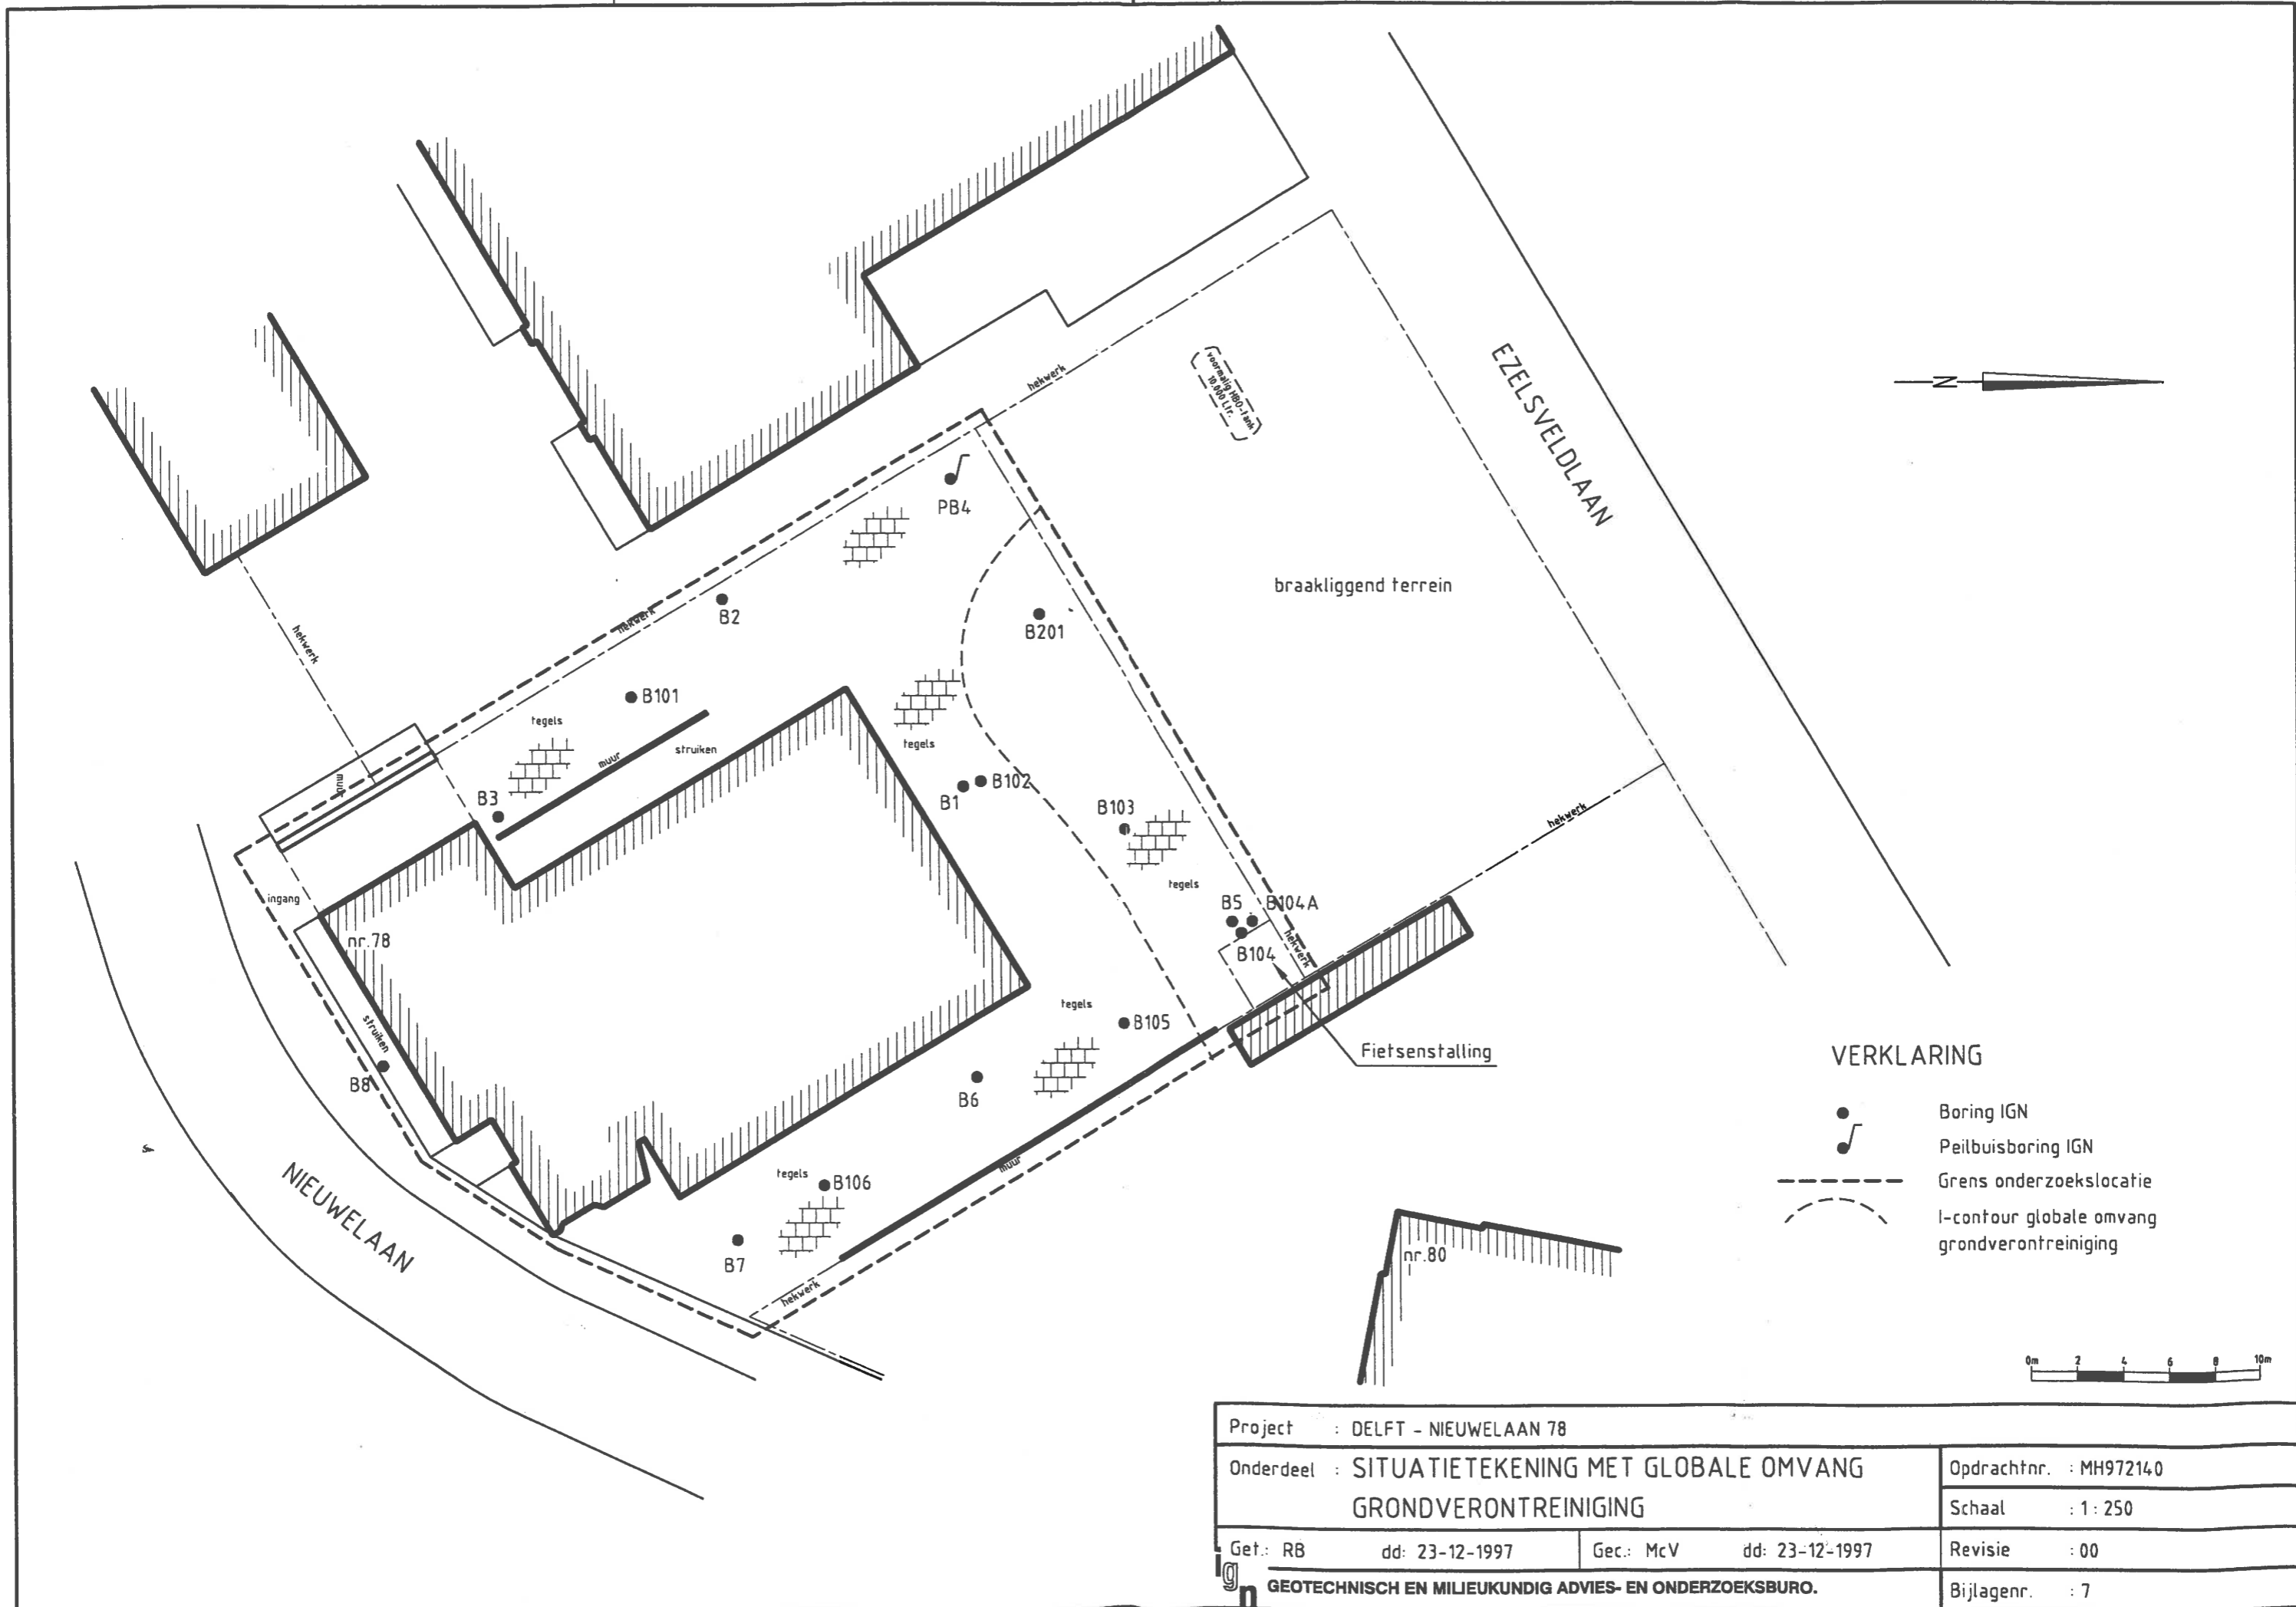 EZELSVELDLAAN
voormalig HBO-tank
10.000 Ltr.
hekwerk
N
PB4
braakliggend terrein
B2
B201
hekwerk
hekwerk
B101
tegels
struiken
muur
tegels
muur
B3
B1
B102
B103
hekwerk
tegels
ingang
B5
B104A
nr.78
B104
hekwerk
struiken
tegels
B105
Fietsenstalling
B8
B6
VERKLARING
Boring IGN
Peilbuisboring IGN
Grens onderzoekslocatie
I-contour globale omvang
grondverontreiniging
NIEUWELAAN
tegels
B106
muur
B7
hekwerk
nr.80
0m 2 4 6 8 10m
Project : DELFT - NIEUWELAAN 78
Onderdeel : SITUATIETEKENING MET GLOBALE OMVANG
GRONDVERONTREINIGING
Opdrachtnr. : MH972140
Schaal : 1 : 250
Get.: RB dd: 23-12-1997 Gec.: McV dd: 23-12-1997
Revisie : 00
ign
GEOTECHNISCH EN MILIEUKUNDIG ADVIES- EN ONDERZOEKSBURO.
Bijlagenr. : 7